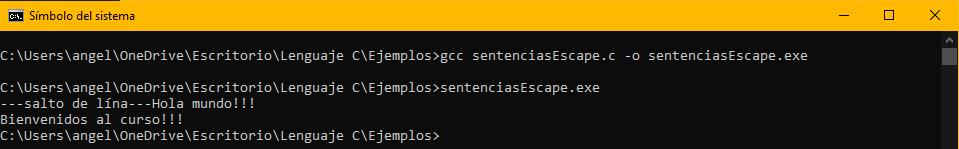 Símbolo del sistema
C:\Users\angel\OneDrive\Escritorio\Lenguaje C\Ejemplos>gcc sentenciasEscape.c -o sentenciasEscape.exe
C:\Users\angel\OneDrive\Escritorio\Lenguaje C\Ejemplos>sentenciasEscape.exe
---salto de lína---Hola mundo!!!
Bienvenidos al curso!!!
C:\Users\angel\OneDrive\Escritorio\Lenguaje C\Ejemplos>